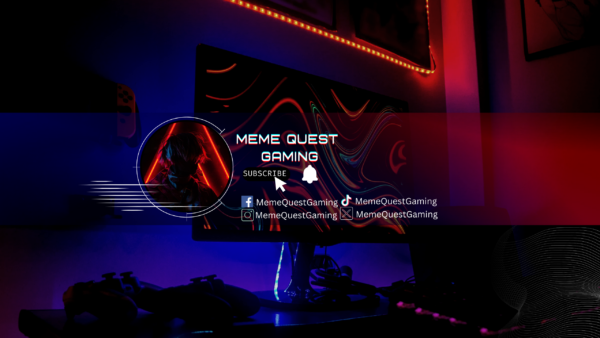 MEME QUEST
GAMING
SUBSCRIBE
MemeQuestGaming MemeQuestGaming
MemeQuestGaming MemeQuestGaming